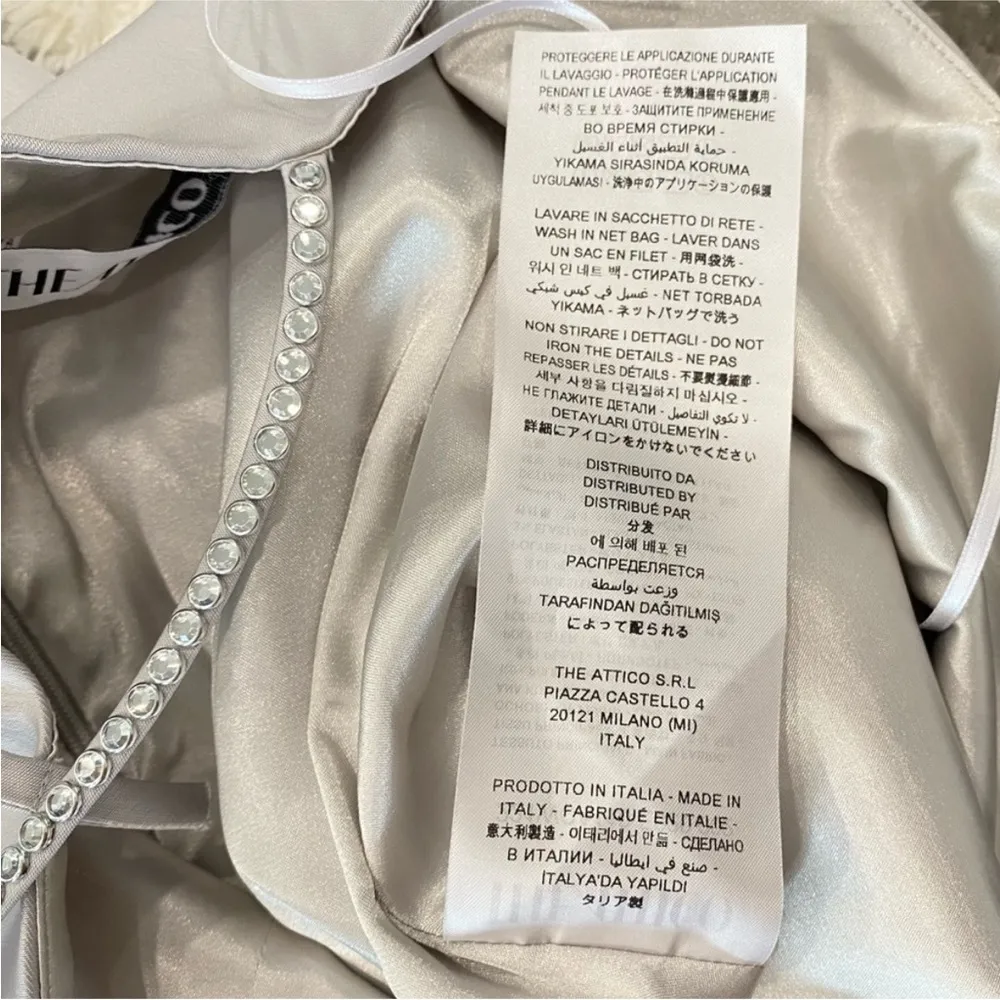 PROTEGGERE LE APPLICAZIONE DURANTE
IL LAVAGGIO - PROTÉGER L'APPLICATION
PENDANT LE LAVAGE - 在洗滌過程中保護應用 -
세척 중 도포 보호 - ЗАЩИТИТЕ ПРИМЕНЕНИЕ
ВО ВРЕМЯ СТИРКИ -
حماية التطبيق أثناء الغسيل -
YIKAMA SIRASINDA KORUMA
UYGULAMASI - 洗浄中のアプリケーションの保護
LAVARE IN SACCHETTO DI RETE -
WASH IN NET BAG - LAVER DANS
UN SAC EN FILET - 用网袋洗 -
워시 인 네트 백 - СТИРАТЬ В СЕТКУ -
غسيل في كيس شبكي - NET TORBADA
YIKAMA - ネットバッグで洗う
NON STIRARE I DETTAGLI - DO NOT
IRON THE DETAILS - NE PAS
REPASSER LES DÉTAILS - 不要熨燙細節 -
세부 사항을 다림질하지 마십시오 -
НЕ ГЛАЖИТЕ ДЕТАЛИ - لا تكوي التفاصيل -
DETAYLARI ÜTÜLEMEYİN -
詳細にアイロンをかけないでください
DISTRIBUITO DA
DISTRIBUTED BY
DISTRIBUÉ PAR
分发
에 의해 배포 된
РАСПРЕДЕЛЯЕТСЯ
وزعت بواسطة
TARAFINDAN DAĞITILMIŞ
によって配られる
THE ATTICO S.R.L
PIAZZA CASTELLO 4
20121 MILANO (MI)
ITALY
PRODOTTO IN ITALIA - MADE IN
ITALY - FABRIQUÉ EN ITALIE -
意大利製造 - 이태리에서 만듦 - СДЕЛАНО
В ИТАЛИИ - صنع في ايطاليا -
İTALYA'DA YAPILDI
タリア製
THE